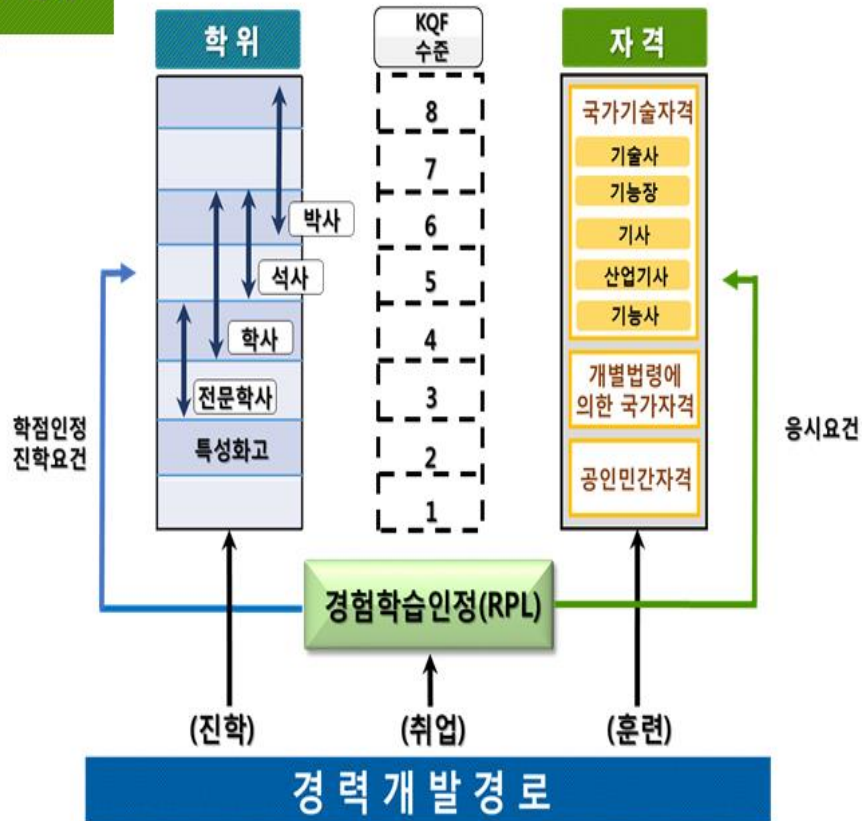 학 위
KQF
수준
자 격
8
7
6
5
4
3
2
1
박사
석사
학사
전문학사
특성화고
국가기술자격
기술사
기능장
기사
산업기사
기능사
개별법령에
의한 국가자격
공인민간자격
학점인정
진학요건
응시요건
경험학습인정(RPL)
(진학)
(취업)
(훈련)
경 력 개 발 경 로